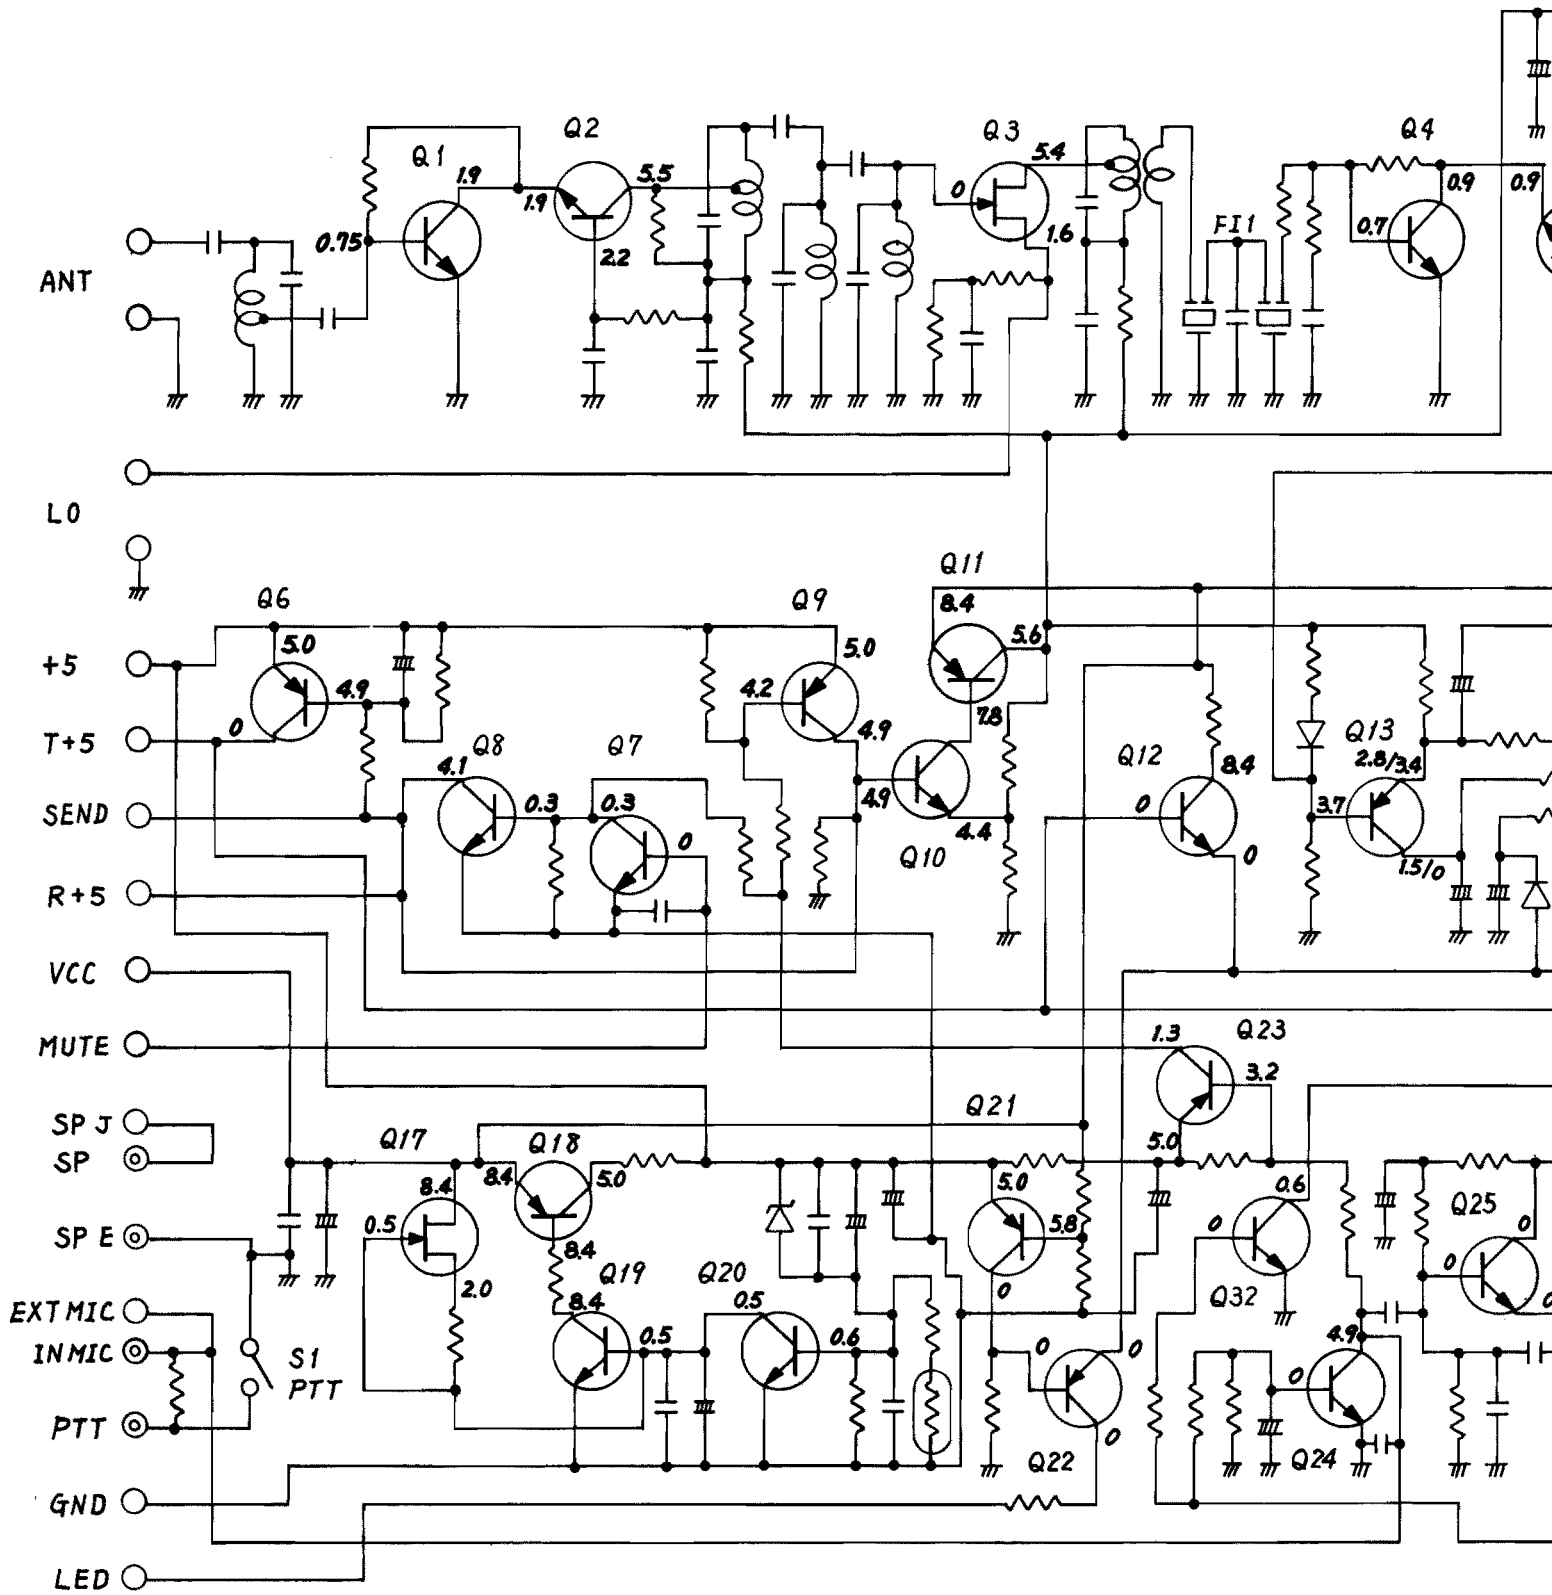 Q1
Q2
Q3
Q4
1.9
1.9
5.5
0
5.4
0.9
0.9
0.75
2.2
1.6
FI1
0.7
ANT
LO
Q6
Q9
Q11
8.4
5.0
5.0
5.6
+5
4.9
4.2
7.8
T+5
0
4.9
Q8
Q7
Q12
Q13
4.1
8.4
2.8/3.4
SEND
0.3
0.3
4.9
0
3.7
0
4.4
Q10
0
1.5/0
R+5
VCC
MUTE
1.3
Q23
3.2
SP J
Q17
Q18
Q21
SP
5.0
8.4
8.4
5.0
5.0
0.6
Q25
0.5
5.8
0
0
SP E
8.4
0
2.0
Q19
Q20
0
Q32
0
EXT MIC
8.4
0.5
IN MIC
S1
PTT
0.5
0.6
0
0
4.9
0
PTT
0
Q22
Q24
GND
LED